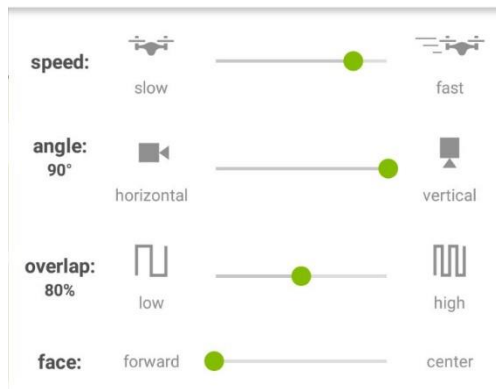 speed:
slow
fast
angle:
90°
horizontal
vertical
overlap:
80%
low
high
face:
forward
center